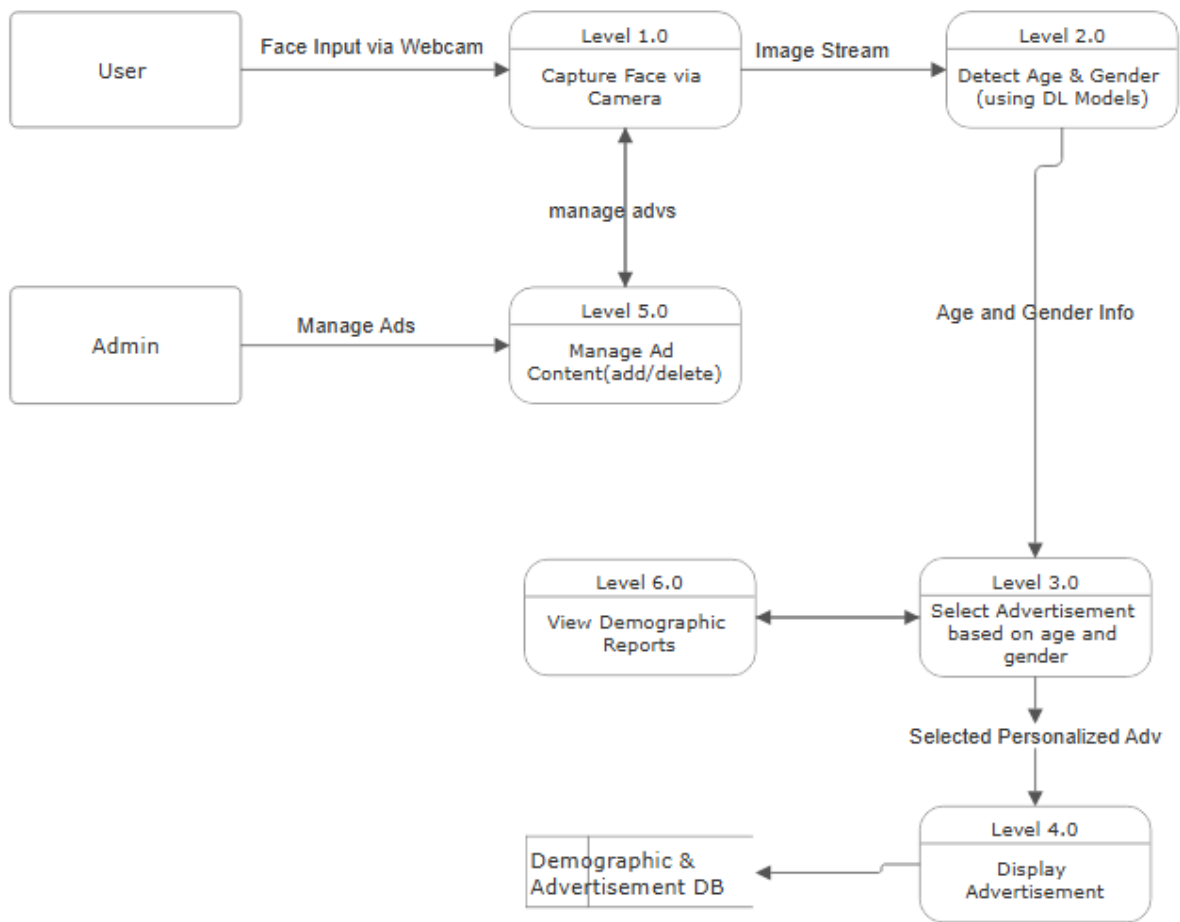 User
Face Input via Webcam
Level 1.0
Capture Face via
Camera
Image Stream
Level 2.0
Detect Age & Gender
(using DL Models)
manage advs
Admin
Manage Ads
Level 5.0
Manage Ad
Content(add/delete)
Age and Gender Info
Level 6.0
View Demographic
Reports
Level 3.0
Select Advertisement
based on age and
gender
Selected Personalized Adv
Level 4.0
Display
Advertisement
Demographic &
Advertisement DB